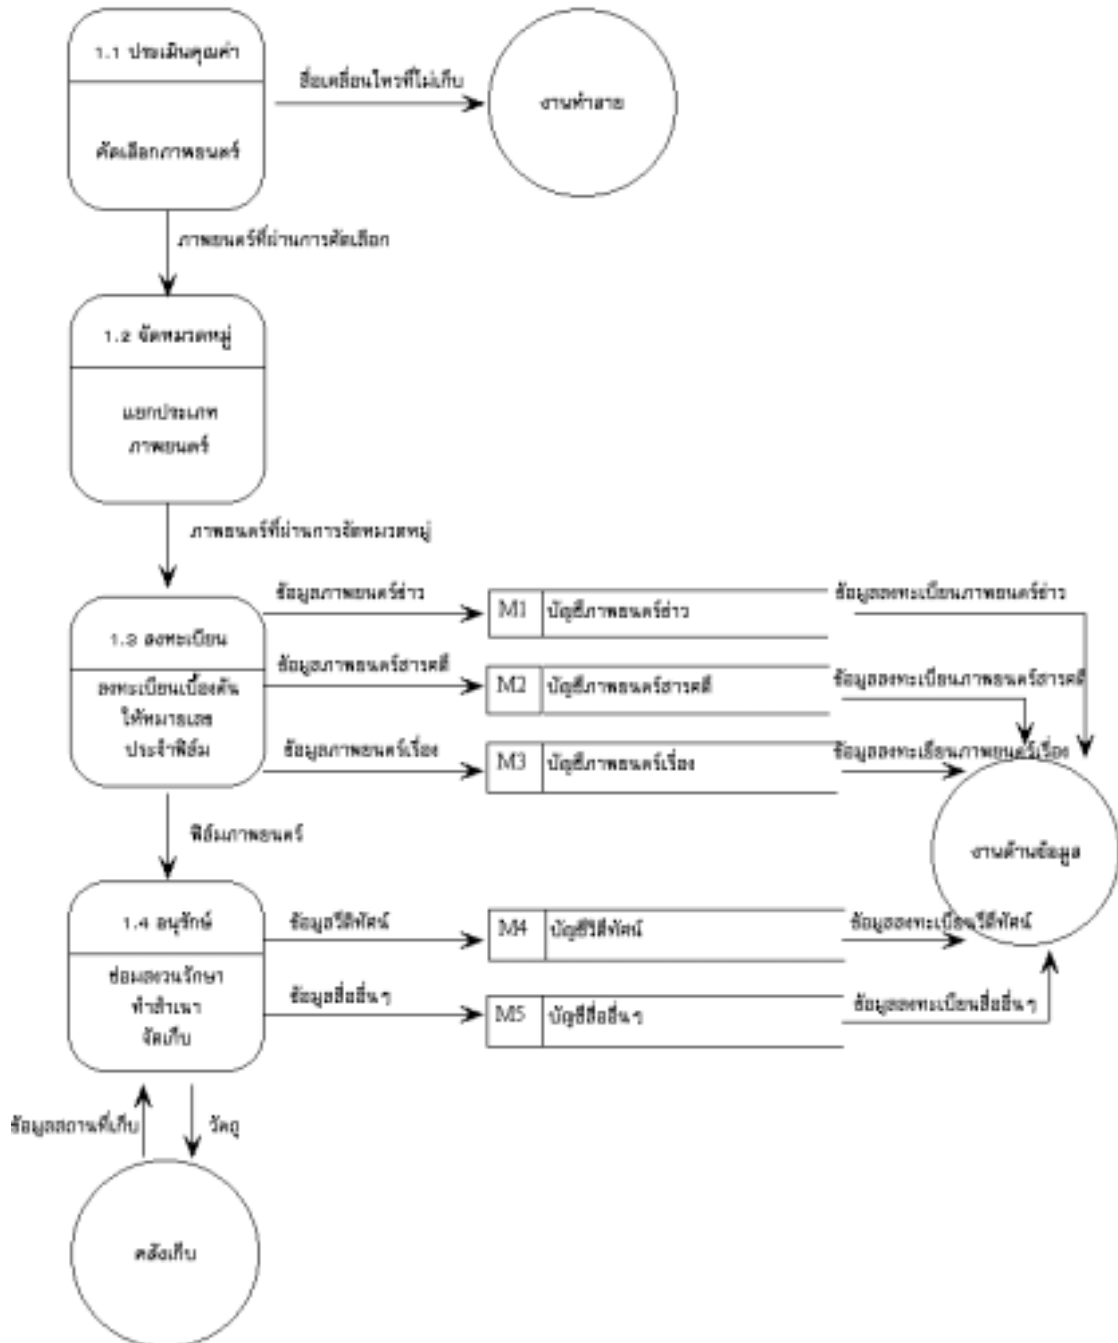 1.1 ประเมินคุณค่า
สื่อเคลื่อนไหวที่ไม่เก็บ
งานทำลาย
คัดเลือกภาพยนตร์
ภาพยนตร์ที่ผ่านการคัดเลือก
1.2 จัดหมวดหมู่
แยกประเภท
ภาพยนตร์
ภาพยนตร์ที่ผ่านการจัดหมวดหมู่
ข้อมูลภาพยนตร์ข่าว
M1 บัญชีภาพยนตร์ข่าว
ข้อมูลลงทะเบียนภาพยนตร์ข่าว
1.3 ลงทะเบียน
ลงทะเบียนเบื้องต้น
ให้หมายเลข
ประจำฟิล์ม
ข้อมูลภาพยนตร์สารคดี
M2 บัญชีภาพยนตร์สารคดี
ข้อมูลลงทะเบียนภาพยนตร์สารคดี
ข้อมูลภาพยนตร์เรื่อง
M3 บัญชีภาพยนตร์เรื่อง
ข้อมูลลงทะเบียนภาพยนตร์เรื่อง
ฟิล์มภาพยนตร์
งานด้านข้อมูล
1.4 อนุรักษ์
ซ่อมสงวนรักษา
ทำสำเนา
จัดเก็บ
ข้อมูลวีดิทัศน์
M4 บัญชีวีดิทัศน์
ข้อมูลลงทะเบียนวีดิทัศน์
ข้อมูลสื่ออื่นๆ
M5 บัญชีสื่ออื่นๆ
ข้อมูลลงทะเบียนสื่ออื่นๆ
ข้อมูลสถานที่เก็บ
วัตถุ
คลังเก็บ